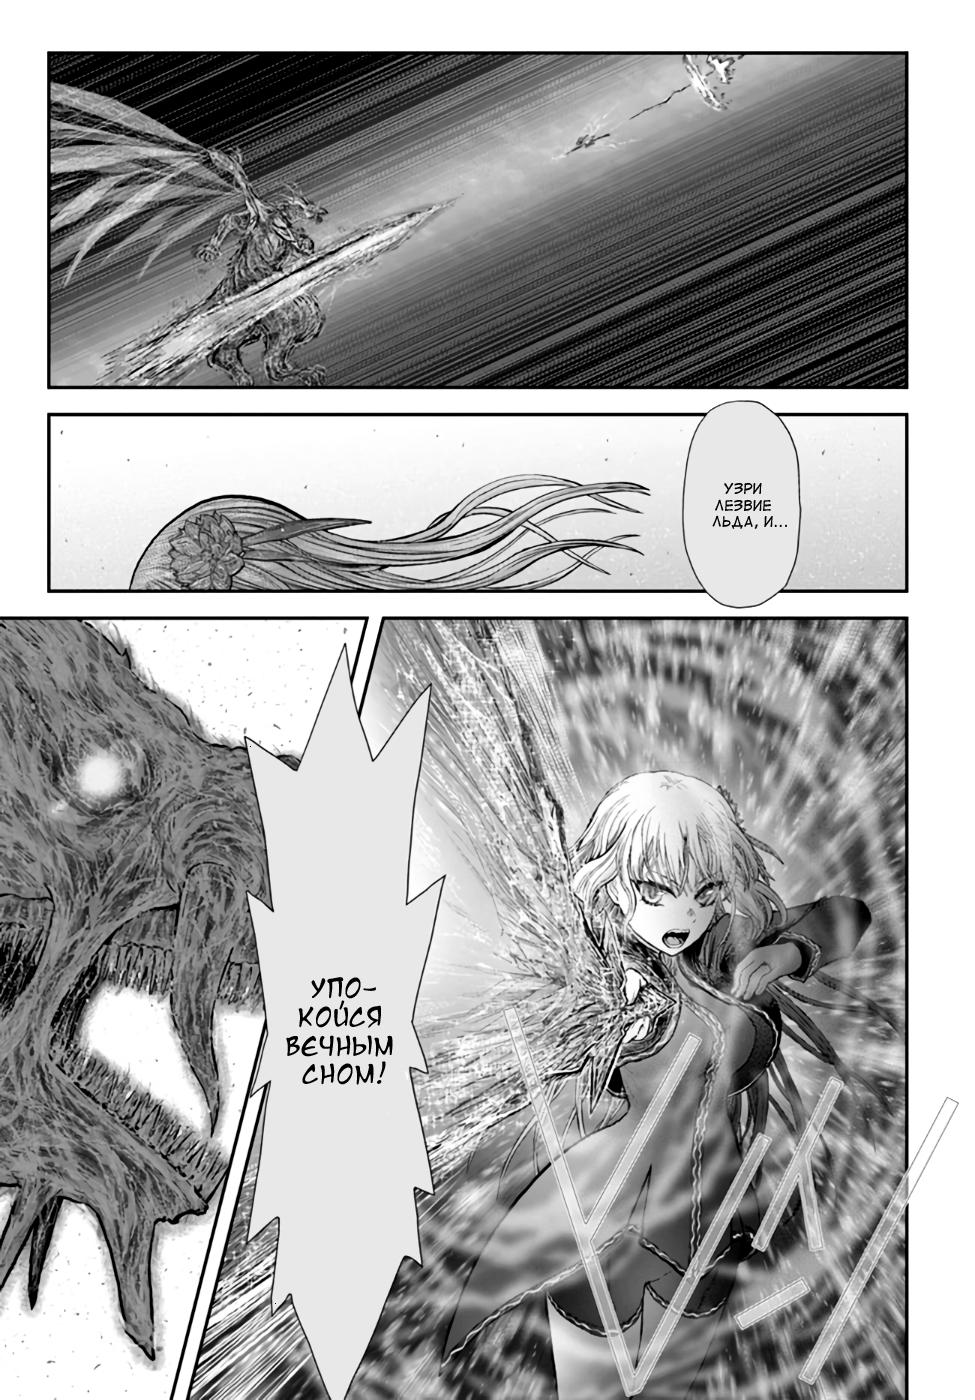 УЗРИ
ЛЕЗВИЕ
ЛЬДА, И...
УПО-
КОЙСЯ
ВЕЧНЫМ
СНОМ!